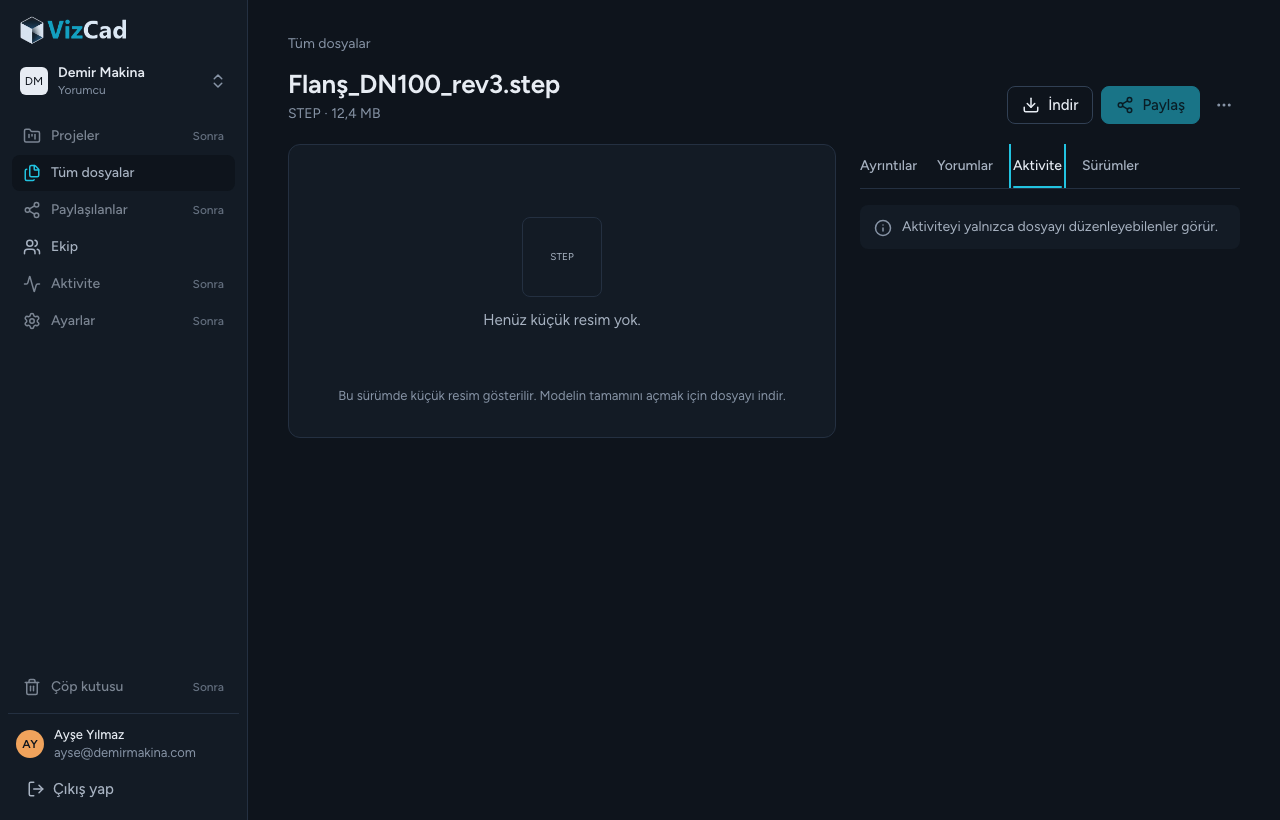 VizCad
DM
Demir Makina
Yorumcu
Projeler Sonra
Tüm dosyalar
Paylaşılanlar Sonra
Ekip
Aktivite Sonra
Ayarlar Sonra
Çöp kutusu Sonra
AY
Ayşe Yılmaz
ayse@demirmakina.com
Çıkış yap
Tüm dosyalar
Flanş_DN100_rev3.step
STEP · 12,4 MB
İndir
Paylaş
STEP
Henüz küçük resim yok.
Bu sürümde küçük resim gösterilir. Modelin tamamını açmak için dosyayı indir.
Ayrıntılar Yorumlar Aktivite Sürümler
Aktiviteyi yalnızca dosyayı düzenleyebilenler görür.